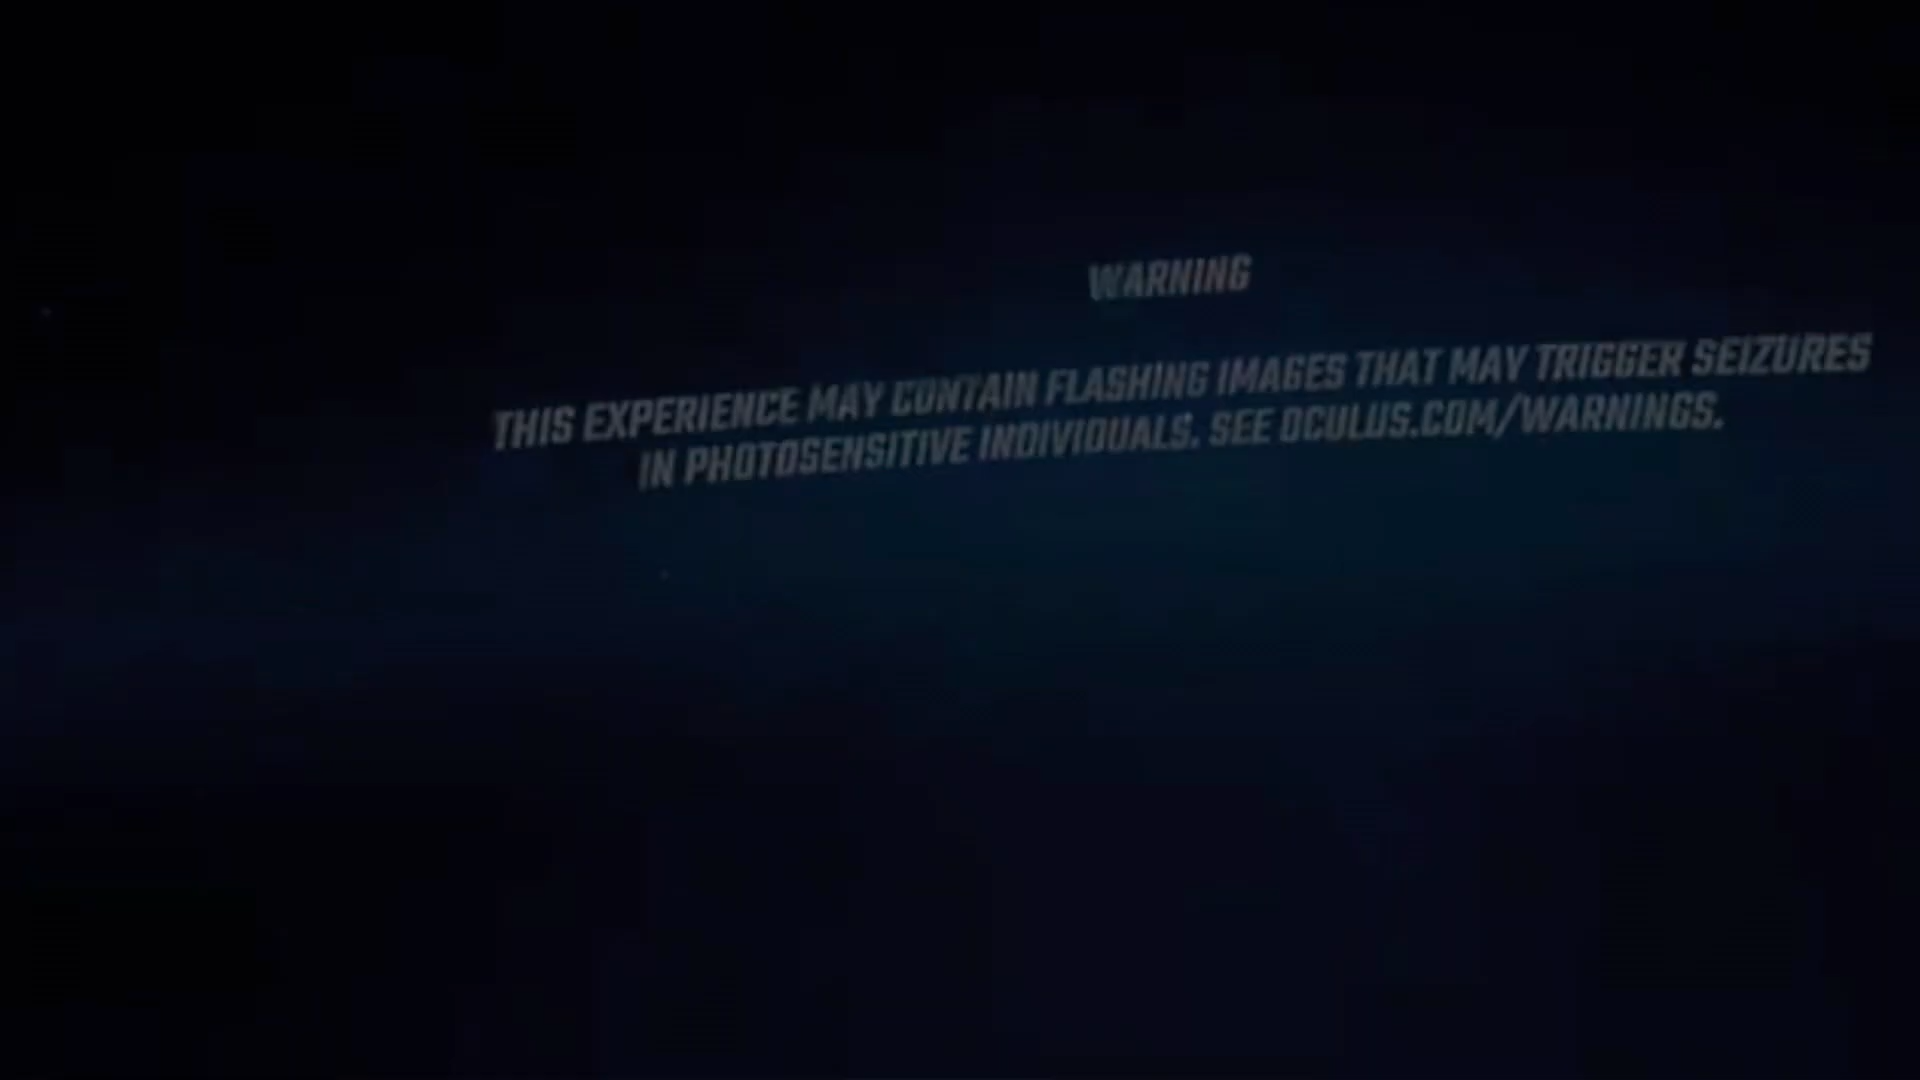 WARNING
THIS EXPERIENCE MAY CONTAIN FLASHING IMAGES THAT MAY TRIGGER SEIZURES
IN PHOTOSENSITIVE INDIVIDUALS. SEE OCULUS.COM/WARNINGS.